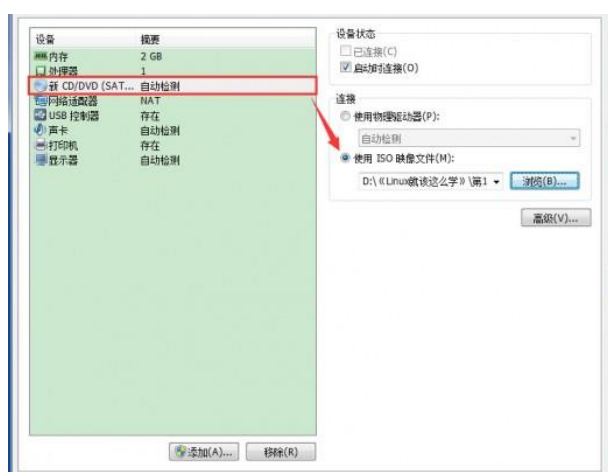 设备 摘要
内存 2 GB
处理器 1
新 CD/DVD (SAT... 自动检测
网络适配器 NAT
USB 控制器 存在
声卡 自动检测
打印机 存在
显示器 自动检测
添加(A)... 移除(R)
设备状态
已连接(C)
启动时连接(O)
连接
使用物理驱动器(P):
自动检测
使用 ISO 映像文件(M):
D:\《Linux就该这么学》\第1 浏览(B)...
高级(V)...